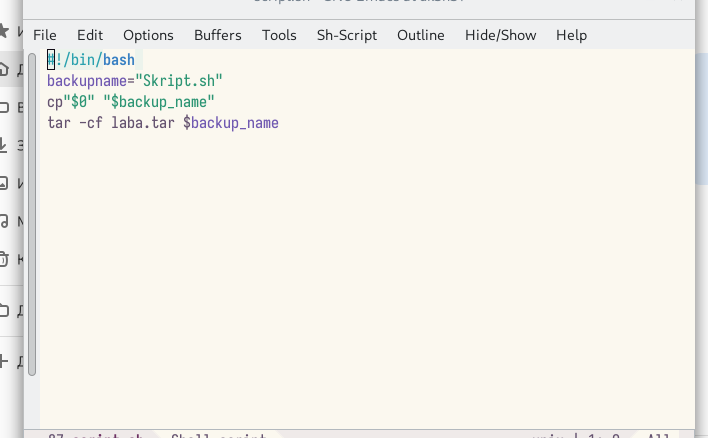 File Edit Options Buffers Tools Sh-Script Outline Hide/Show Help
#!/bin/bash
backupname="Skript.sh"
cp"$0" "$backup_name"
tar -cf laba.tar $backup_name